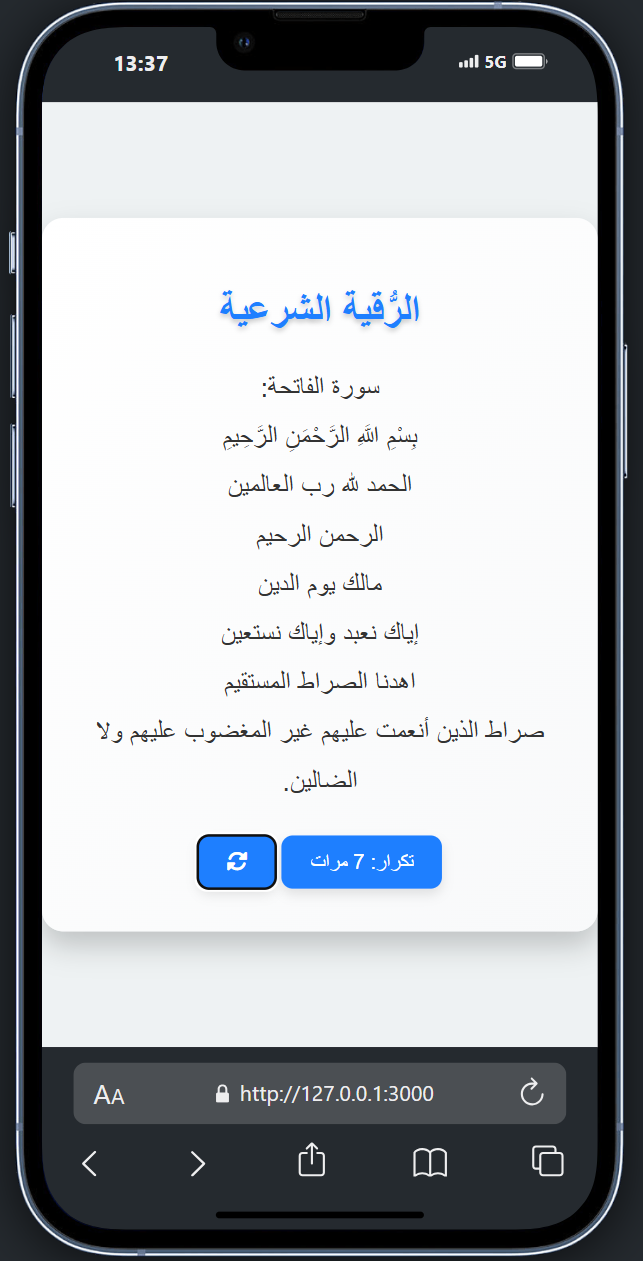 13:37
5G
الرُّقية الشرعية
سورة الفاتحة:
بِسْمِ اللَّهِ الرَّحْمَنِ الرَّحِيمِ
الحمد لله رب العالمين
الرحمن الرحيم
مالك يوم الدين
إياك نعبد وإياك نستعين
اهدنا الصراط المستقيم
صراط الذين أنعمت عليهم غير المغضوب عليهم ولا
الضالين.
تكرار: 7 مرات
AA
http://127.0.0.1:3000